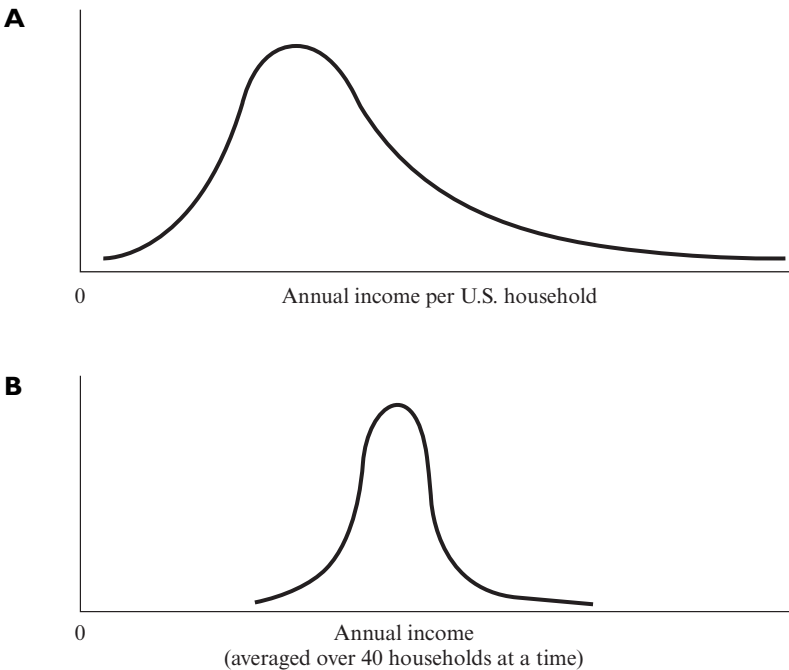 A
0 Annual income per U.S. household
B
0 Annual income
(averaged over 40 households at a time)